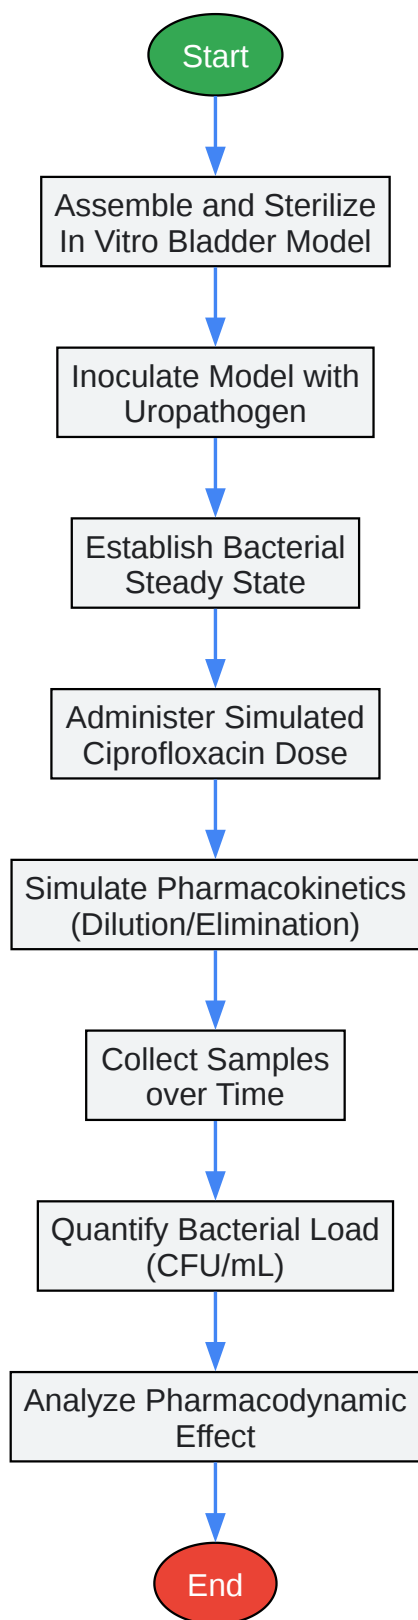 Start
Assemble and Sterilize
In Vitro Bladder Model
Inoculate Model with
Uropathogen
Establish Bacterial
Steady State
Administer Simulated
Ciprofloxacin Dose
Simulate Pharmacokinetics
(Dilution/Elimination)
Collect Samples
over Time
Quantify Bacterial Load
(CFU/mL)
Analyze Pharmacodynamic
Effect
End